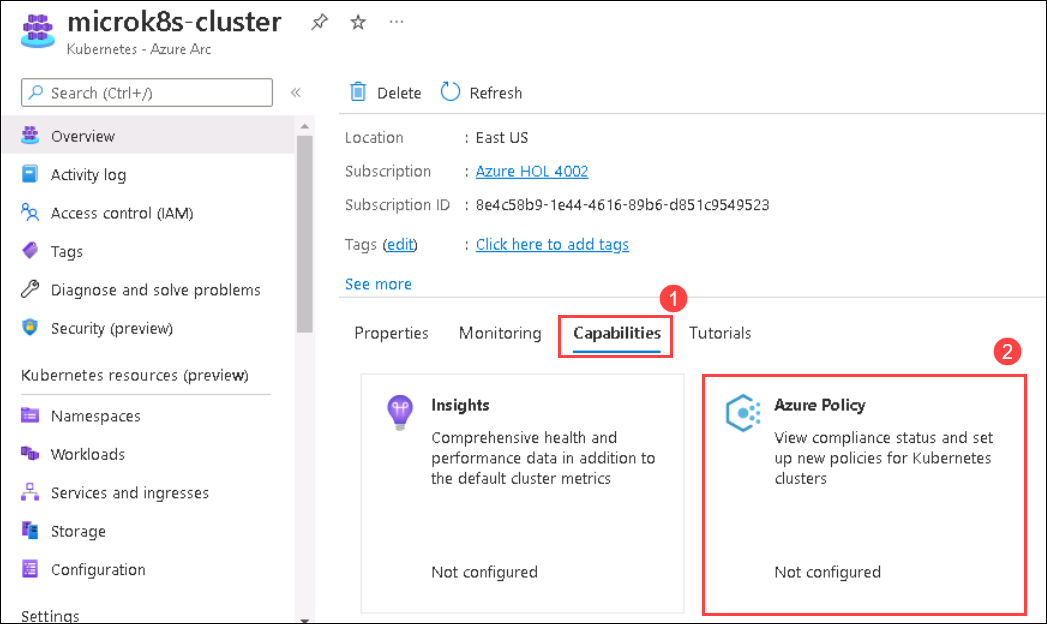 microk8s-cluster
...
Kubernetes - Azure Arc
Search (Ctrl+/)
«
Overview
Activity log
Access control (IAM)
Tags
Diagnose and solve problems
Security (preview)
Kubernetes resources (preview)
Namespaces
Workloads
Services and ingresses
Storage
Configuration
Settings
Delete Refresh
Location : East US
Subscription : Azure HOL 4002
Subscription ID : 8e4c58b9-1e44-4616-89b6-d851c9549523
Tags (edit) : Click here to add tags
See more
1
Properties Monitoring Capabilities Tutorials
2
Insights
Comprehensive health and
performance data in addition to
the default cluster metrics
Not configured
Azure Policy
View compliance status and set
up new policies for Kubernetes
clusters
Not configured